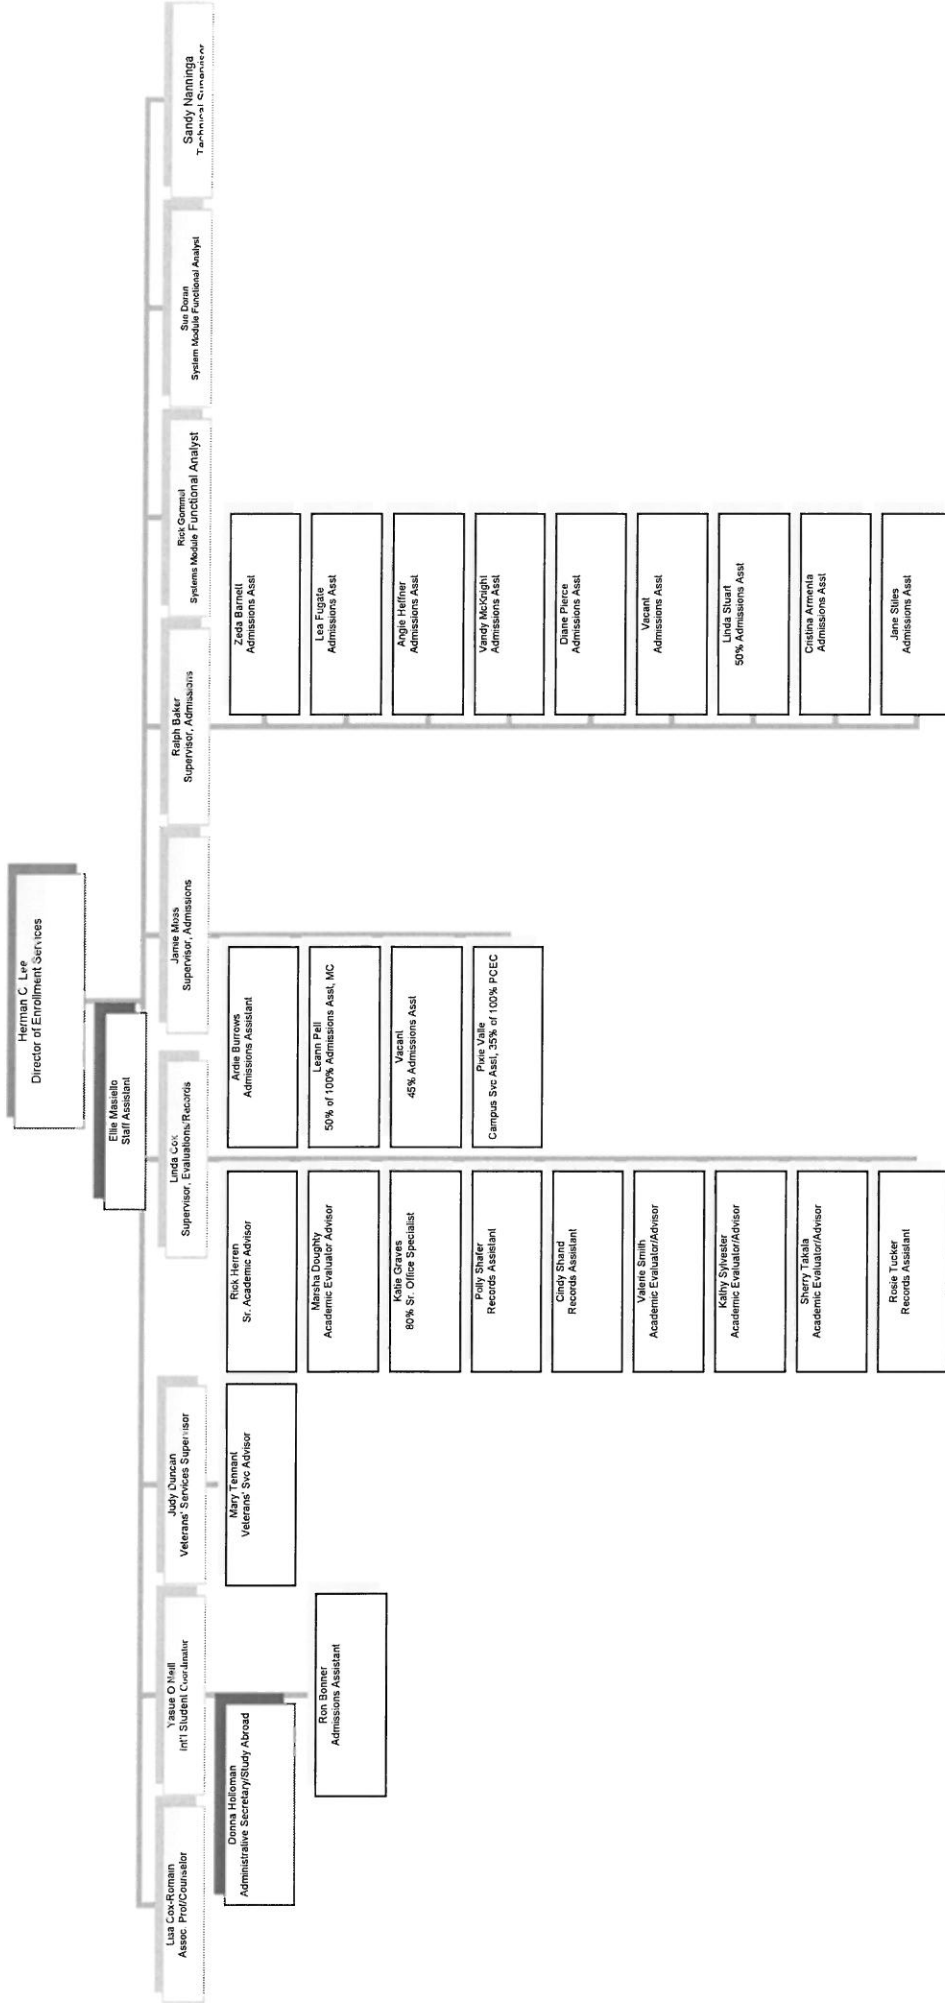 Herman C. Lee
Director of Enrollment Services
Ellie Masiello
Staff Assistant
Lisa Cox-Romain
Assoc. Prof/Counselor
Yasue O'Neill
Int'l Student Coordinator
Judy Duncan
Veterans' Services Supervisor
Linda Cox
Supervisor, Evaluations/Records
Jamie Moss
Supervisor, Admissions
Ralph Baker
Supervisor, Admissions
Rick Gommel
Systems Module Functional Analyst
Sue Doran
System Module Functional Analyst
Sandy Nanninga
Technical Supervisor
Donna Holloman
Administrative Secretary/Study Abroad
Ron Bonner
Admissions Assistant
Mary Tennant
Veterans' Svc Advisor
Rick Herren
Sr. Academic Advisor
Marsha Doughty
Academic Evaluator Advisor
Katie Graves
80% Sr. Office Specialist
Polly Shafer
Records Assistant
Cindy Shand
Records Assistant
Valerie Smith
Academic Evaluator/Advisor
Kathy Sylvester
Academic Evaluator/Advisor
Sherry Takala
Academic Evaluator/Advisor
Rosie Tucker
Records Assistant
Ardie Burrows
Admissions Assistant
Leann Pell
50% of 100% Admissions Asst, MC
Vacant
45% Admissions Asst
Pixie Valle
Campus Svc Asst, 35% of 100% PCEC
Zeda Barnett
Admissions Asst
Lea Fugate
Admissions Asst
Angie Heffner
Admissions Asst
Vandy McKnight
Admissions Asst
Diane Pierce
Admissions Asst
Vacant
Admissions Asst
Linda Stuart
50% Admissions Asst
Cristina Armenta
Admissions Asst
Jane Stiles
Admissions Asst